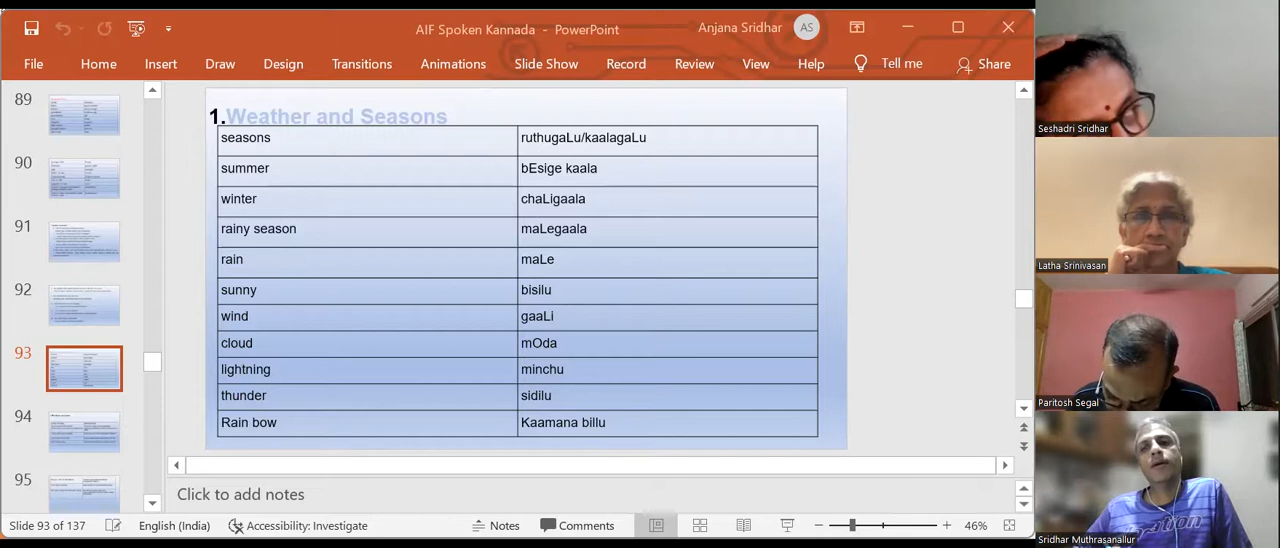 AIF Spoken Kannada - PowerPoint
Anjana Sridhar
AS
File Home Insert Draw Design Transitions Animations Slide Show Record Review View Help Tell me Share
89
90
91
92
93
94
95
1.Weather and Seasons
seasons ruthugaLu/kaalagaLu
summer bEsige kaala
winter chaLigaala
rainy season maLegaala
rain maLe
sunny bisilu
wind gaaLi
cloud mOda
lightning minchu
thunder sidilu
Rain bow Kaamana billu
Click to add notes
Slide 93 of 137 English (India) Accessibility: Investigate Notes Comments 46%
Seshadri Sridhar
Latha Srinivasan
Paritosh Segal
Sridhar Muthrasanallur